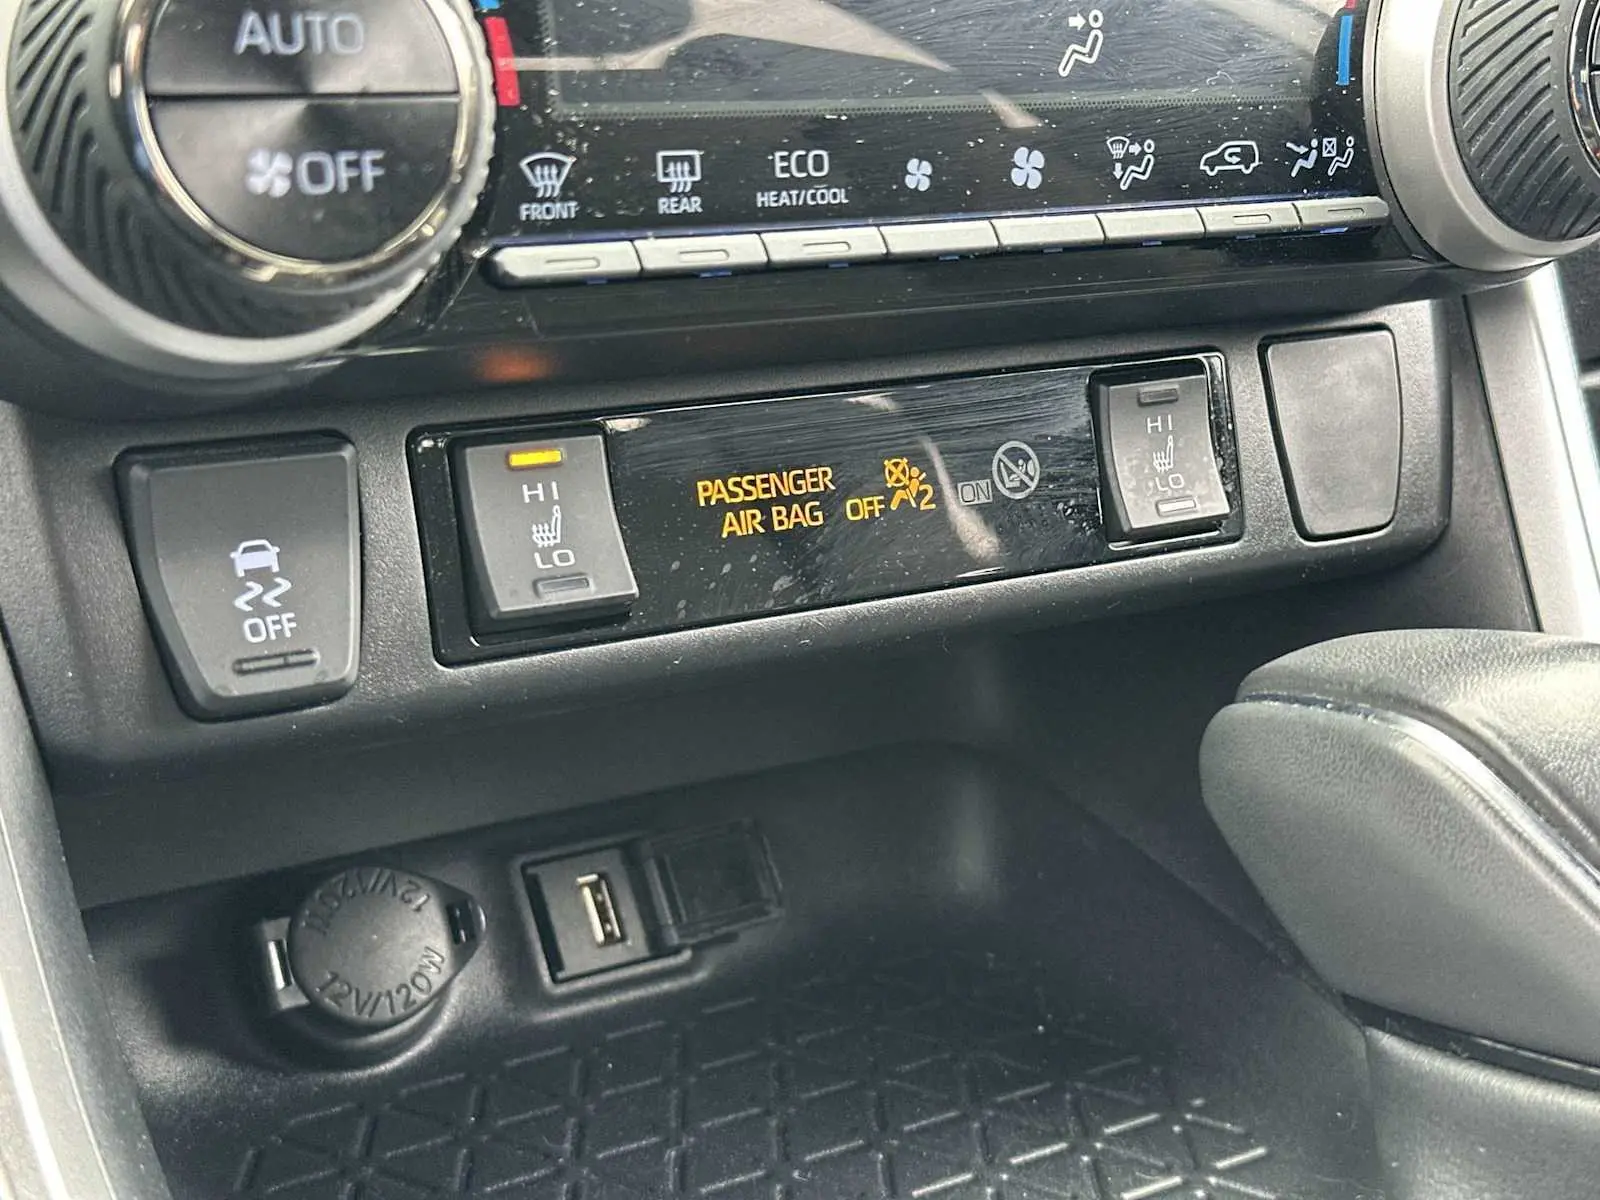 AUTO
OFF
FRONT
REAR
ECO
HEAT/COOL
HI
LO
PASSENGER
AIR BAG
OFF
2
ON
HI
LO
OFF
12V/120W
12V/120W